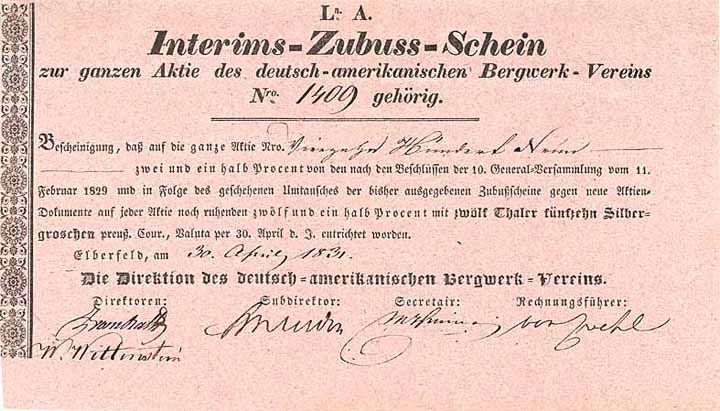 Lª. A.
Interims-Zubuss-Schein
zur ganzen Aktie des deutsch-amerikanischen Bergwerk-Vereins
Nro. 1409 gehörig.
Bescheinigung, daß auf die ganze Aktie Nro. Vierzehn Hundert Neun
zwei und ein halb Procent von den nach den Beschlüssen der 10. General-Versammlung vom 11.
Februar 1829 und in Folge des geschehenen Umtausches der bisher ausgegebenen Zubußscheine gegen neue Aktien-
Dokumente auf jeder Aktie noch ruhenden zwölf und ein halb Procent mit zwölf Thaler fünfzehn Silber-
groschen preuß. Cour., Valuta per 30. April d. J. entrichtet worden.
Elberfeld, am 30. April 1831.
Die Direktion des deutsch-amerikanischen Bergwerk-Vereins.
Direktoren: Subdirektor: Secretair: Rechnungsführer:
W. Wittenstein